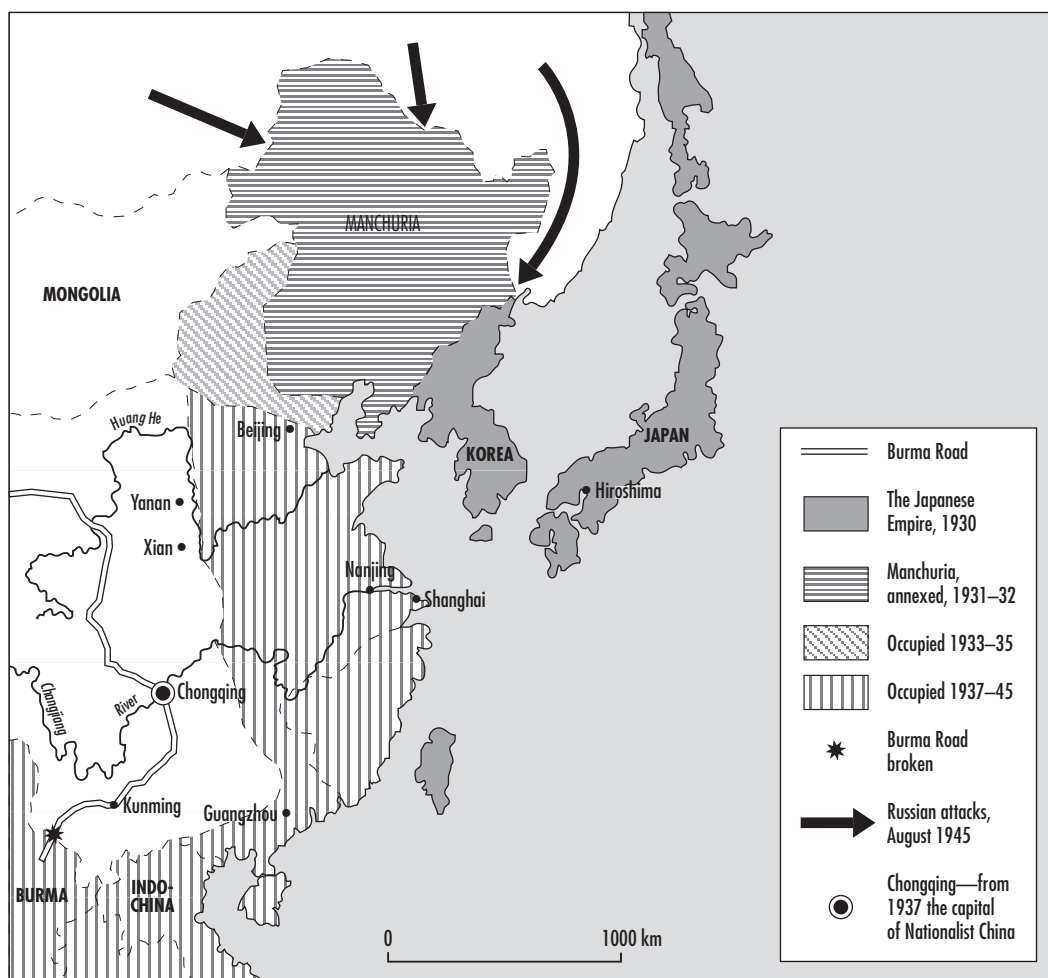 MANCHURIA
MONGOLIA
Huang He
Beijing
KOREA
JAPAN
Yanan
Hiroshima
Xian
Nanjing
Shanghai
Chongqing
River
Changjiang
Kunming
Guangzhou
BURMA
INDO-
CHINA
0 1000 km
Burma Road
The Japanese
Empire, 1930
Manchuria,
annexed, 1931–32
Occupied 1933–35
Occupied 1937–45
Burma Road
broken
Russian attacks,
August 1945
Chongqing—from
1937 the capital
of Nationalist China